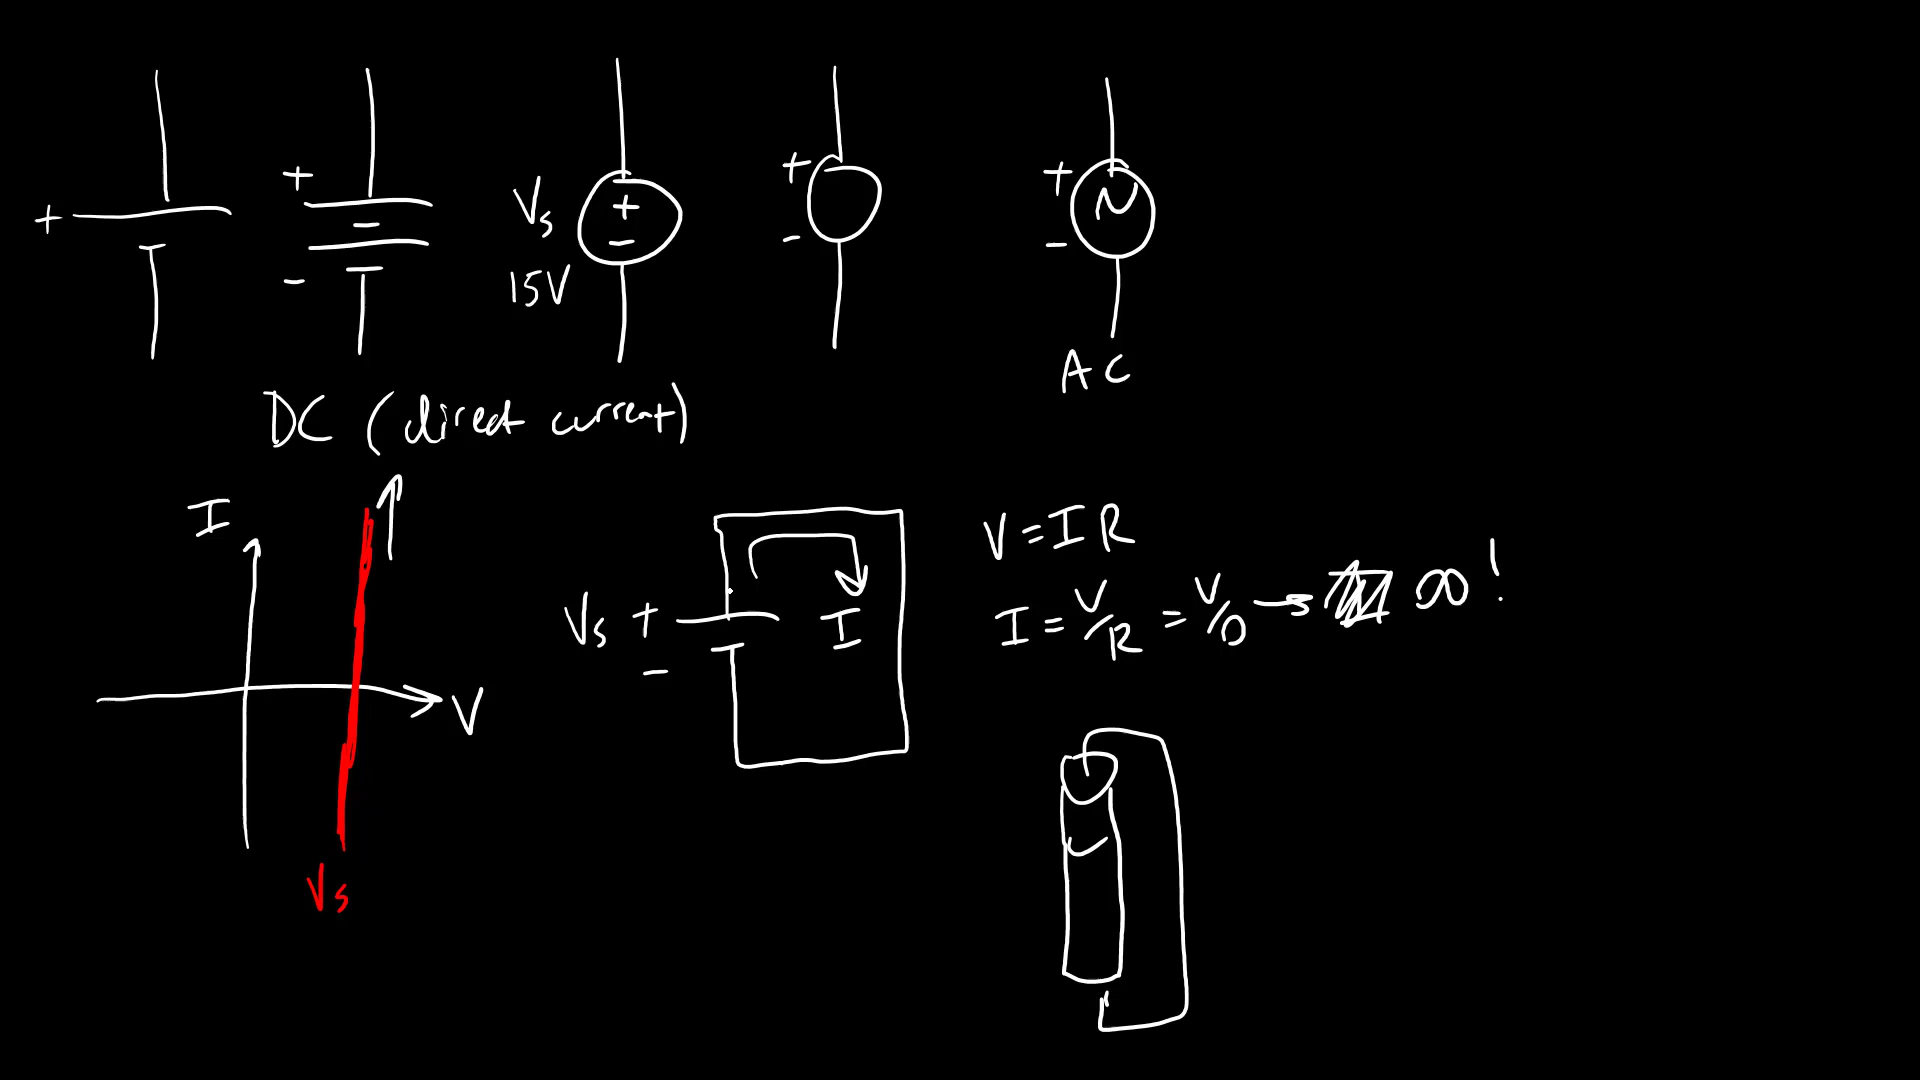 +
+
-
Vs
15V
+
-
+
-
+
-
AC
DC (direct current)
I
V
Vs
Vs + I
-
V = IR
I = V/R = V/0 → ∞ !